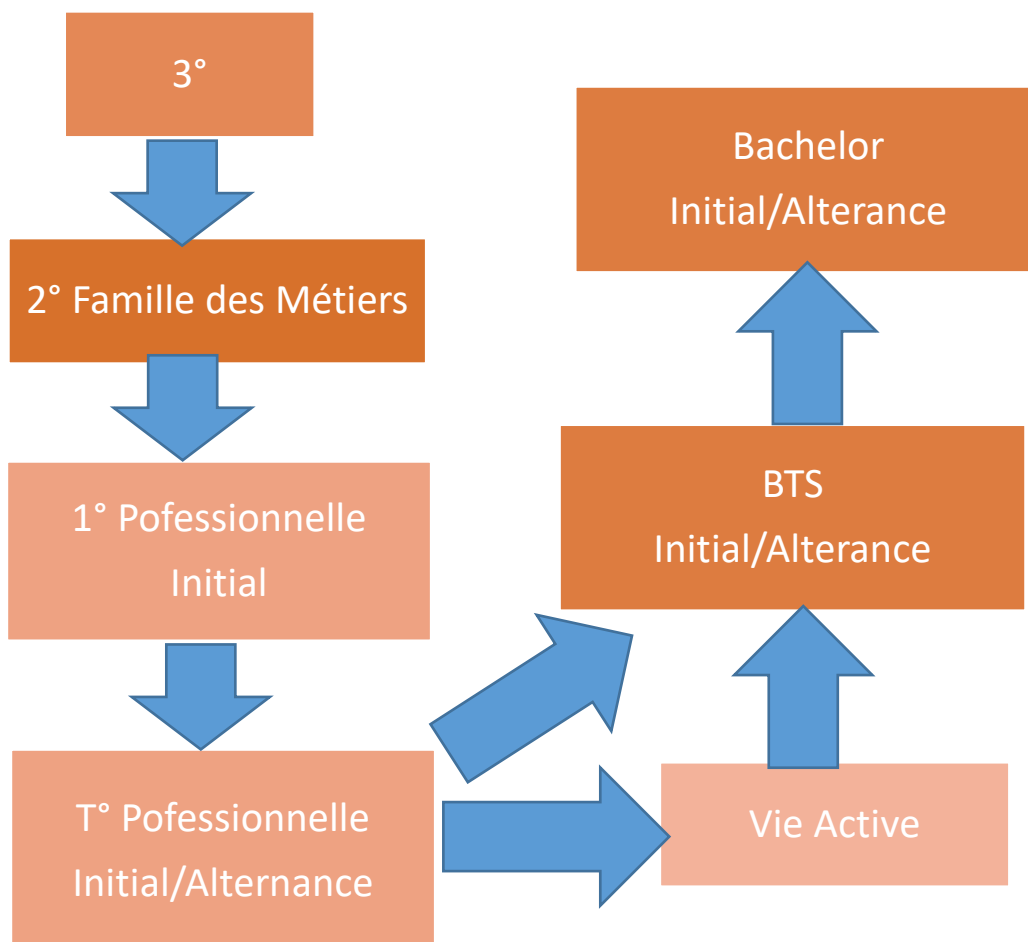 3°
2° Famille des Métiers
1° Pofessionnelle
Initial
T° Pofessionnelle
Initial/Alternance
Vie Active
BTS
Initial/Alterance
Bachelor
Initial/Alterance